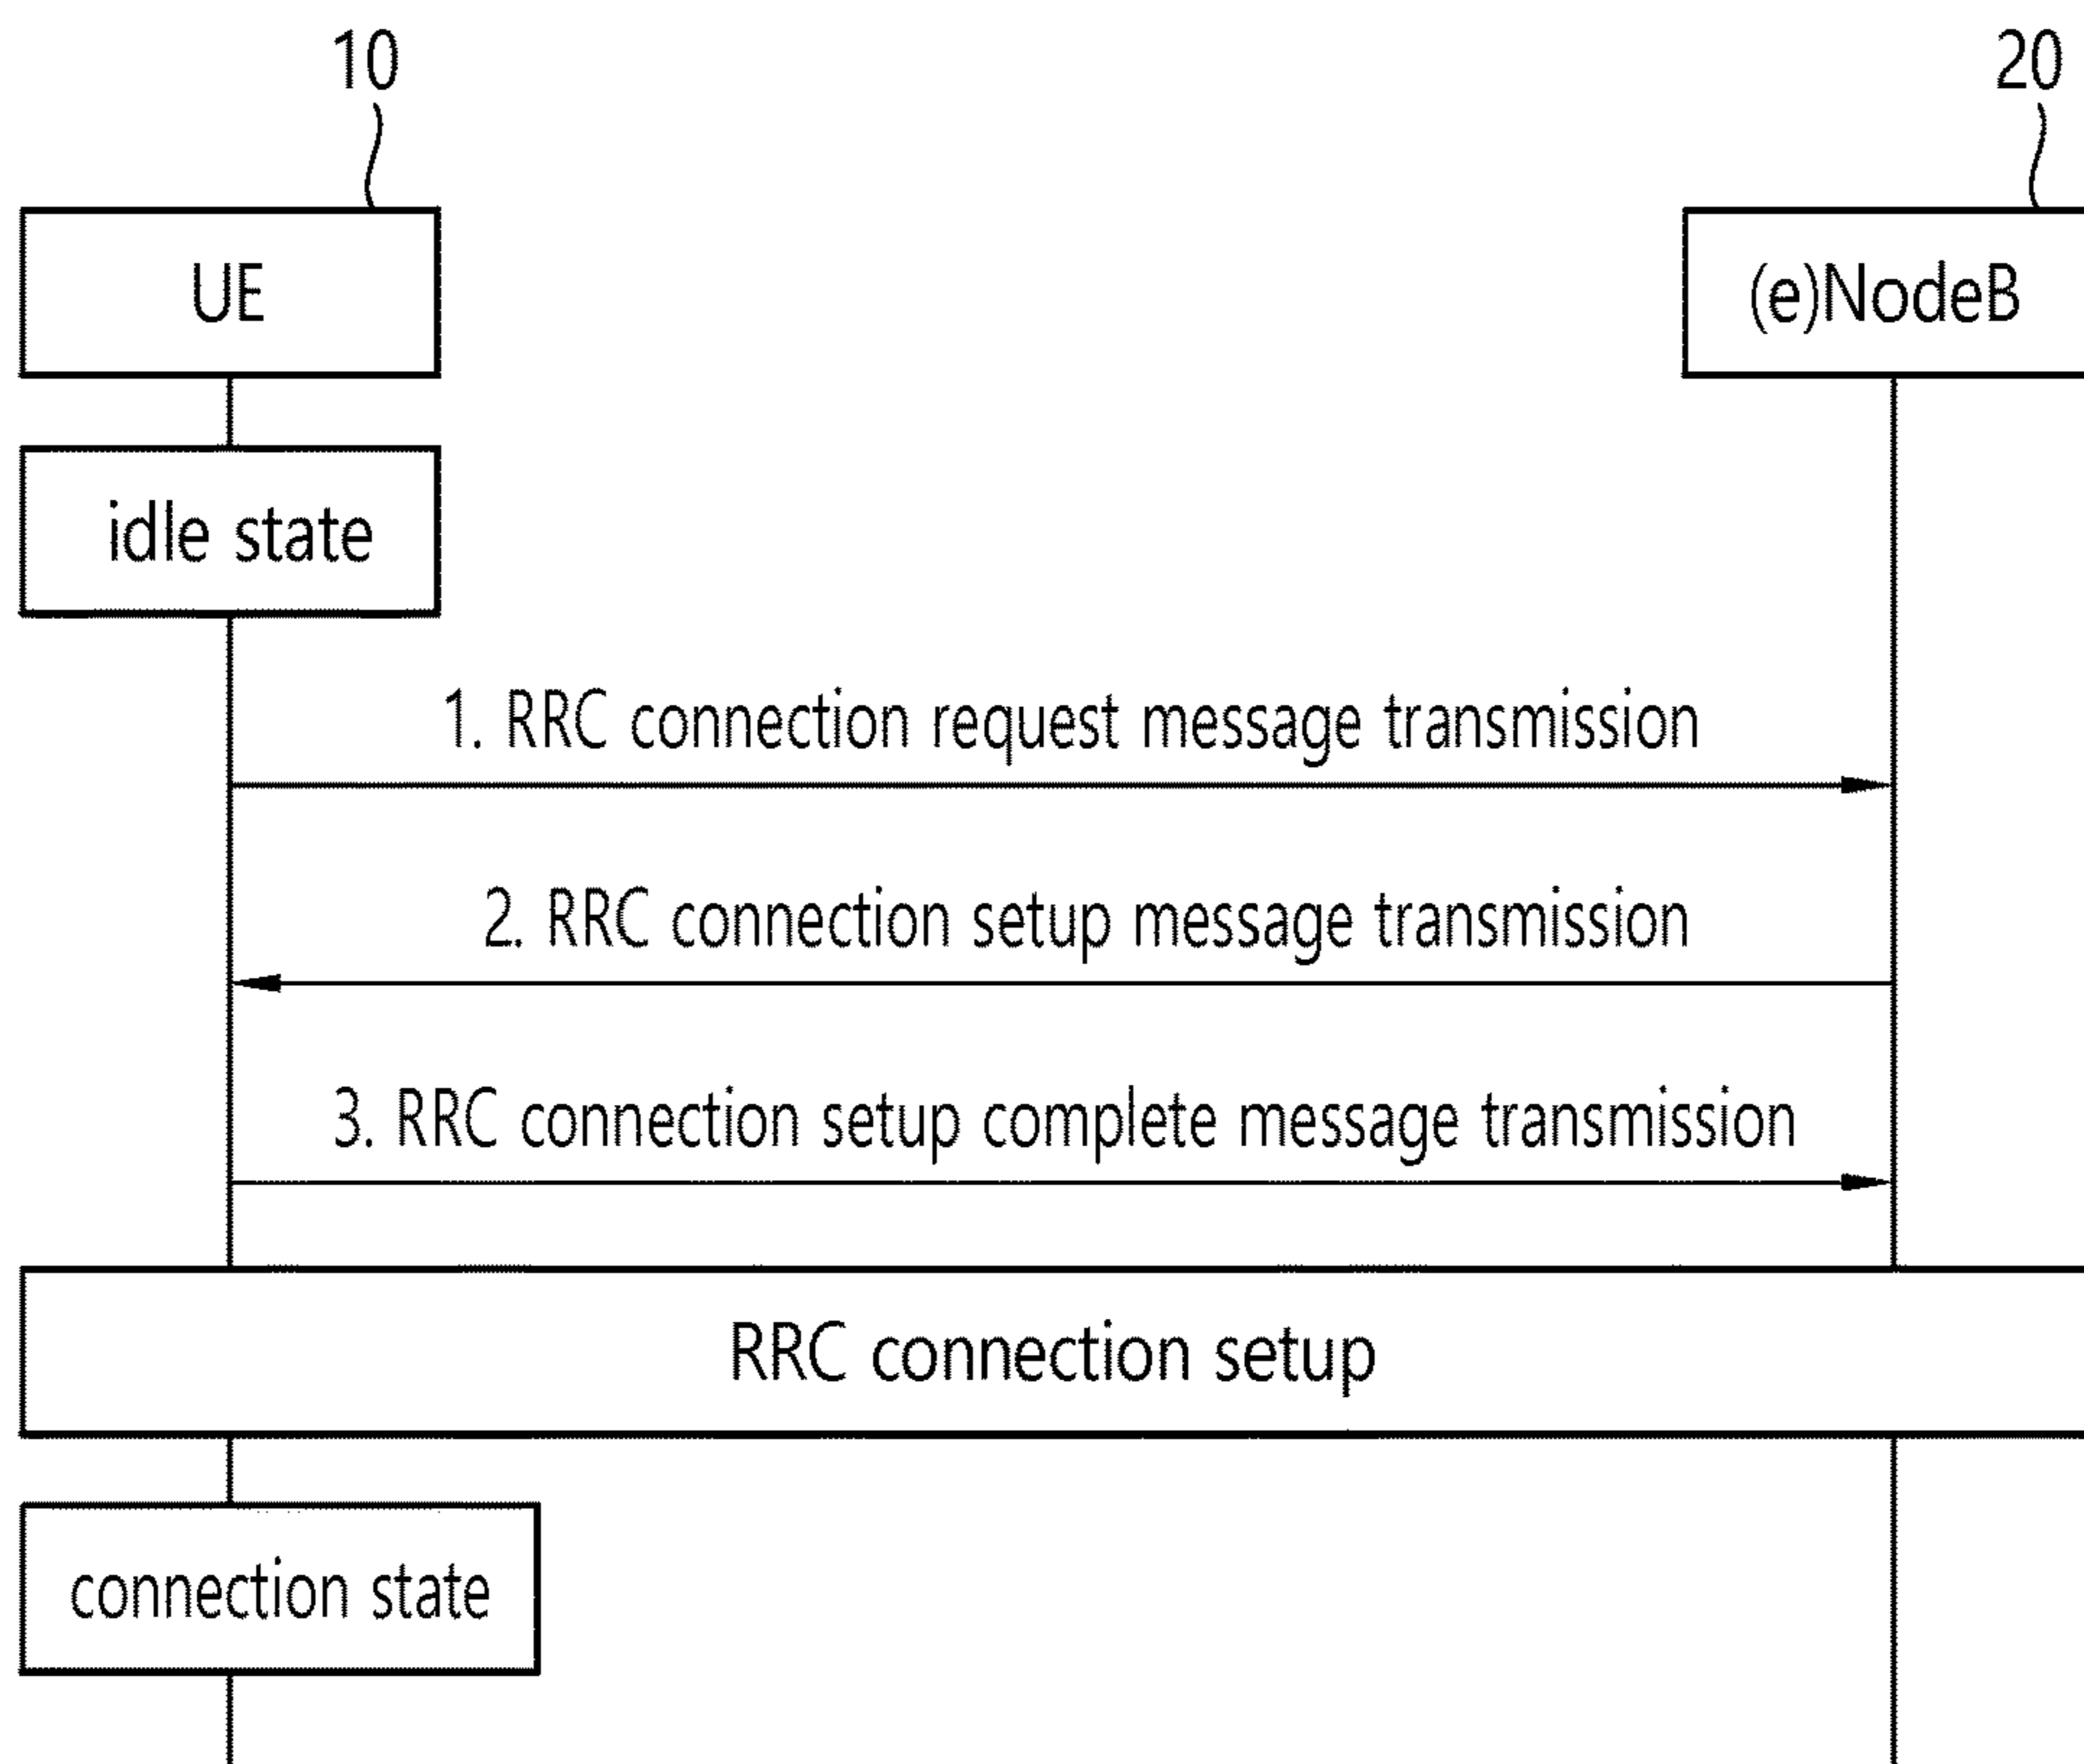 10
20
UE
(e)NodeB
idle state
1. RRC connection request message transmission
2. RRC connection setup message transmission
3. RRC connection setup complete message transmission
RRC connection setup
connection state